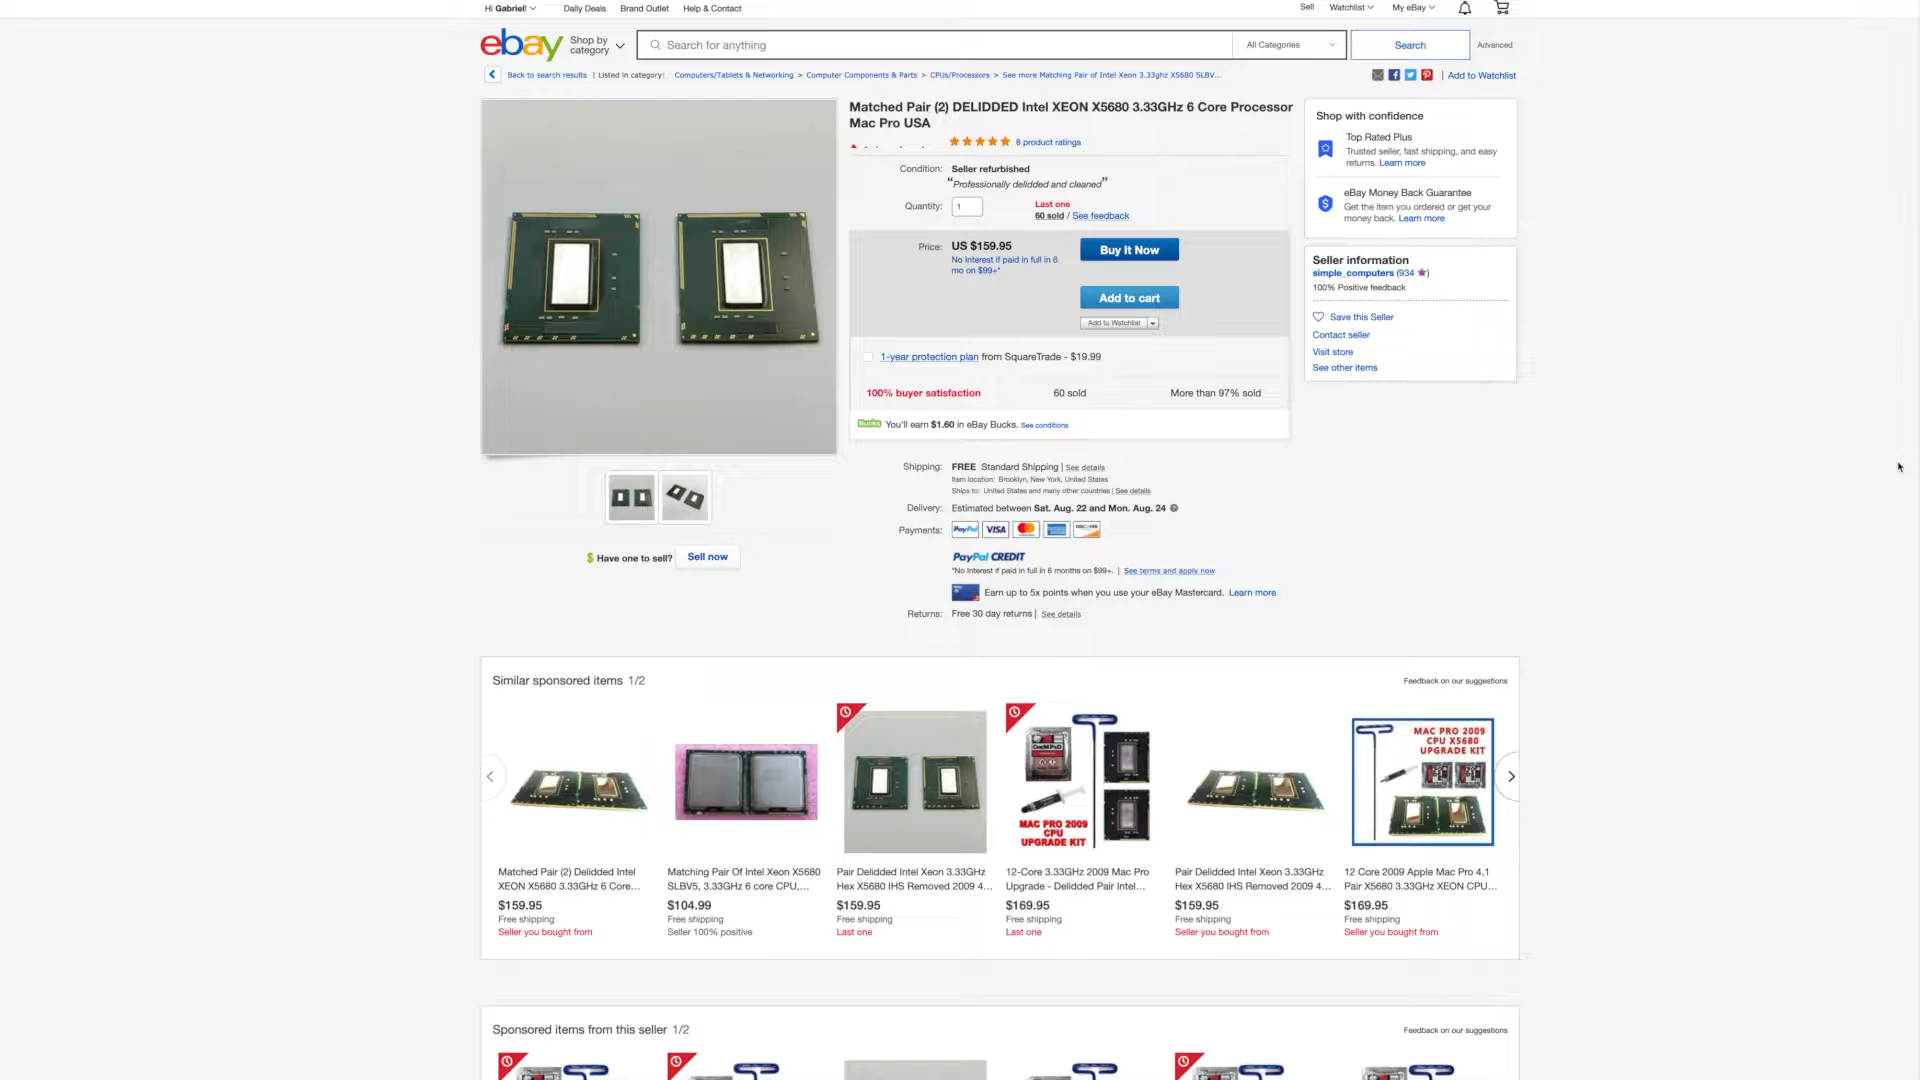 Hi Gabriel!
Daily Deals
Brand Outlet
Help & Contact
Sell
Watchlist
My eBay
ebay
Shop by
category
Search for anything
All Categories
Search
Advanced
Back to search results | Listed in category: Computers/Tablets & Networking > Computer Components & Parts > CPUs/Processors > See more Matching Pair of Intel Xeon 3.33ghz X5680 SLBV...
| Add to Watchlist
Matched Pair (2) DELIDDED Intel XEON X5680 3.33GHz 6 Core Processor
Mac Pro USA
8 product ratings
Condition: Seller refurbished
“Professionally delidded and cleaned”
Quantity: 1
Last one
60 sold / See feedback
Price: US $159.95
No Interest if paid in full in 6
mo on $99+*
Buy It Now
Add to cart
Add to Watchlist
1-year protection plan from SquareTrade - $19.99
100% buyer satisfaction
60 sold
More than 97% sold
Bucks You'll earn $1.60 in eBay Bucks. See conditions
Shipping: FREE Standard Shipping | See details
Item location: Brooklyn, New York, United States
Ships to: United States and many other countries | See details
Delivery: Estimated between Sat. Aug. 22 and Mon. Aug. 24
Payments: PayPal VISA
PayPal CREDIT
*No Interest if paid in full in 6 months on $99+. | See terms and apply now
Earn up to 5x points when you use your eBay Mastercard. Learn more
Returns: Free 30 day returns | See details
Shop with confidence
Top Rated Plus
Trusted seller, fast shipping, and easy
returns. Learn more
eBay Money Back Guarantee
Get the item you ordered or get your
money back. Learn more
Seller information
simple_computers (934)
100% Positive feedback
Save this Seller
Contact seller
Visit store
See other items
$ Have one to sell? Sell now
Similar sponsored items 1/2
Feedback on our suggestions
MAC PRO 2009
CPU
UPGRADE KIT
MAC PRO 2009
CPU X5680
UPGRADE KIT
Matched Pair (2) Delidded Intel
XEON X5680 3.33GHz 6 Core...
$159.95
Free shipping
Seller you bought from
Matching Pair Of Intel Xeon X5680
SLBV5, 3.33GHz 6 core CPU,...
$104.99
Free shipping
Seller 100% positive
Pair Delidded Intel Xeon 3.33GHz
Hex X5680 IHS Removed 2009 4...
$159.95
Free shipping
Last one
12-Core 3.33GHz 2009 Mac Pro
Upgrade - Delidded Pair Intel...
$169.95
Free shipping
Last one
Pair Delidded Intel Xeon 3.33GHz
Hex X5680 IHS Removed 2009 4...
$159.95
Free shipping
Seller you bought from
12 Core 2009 Apple Mac Pro 4,1
Pair X5680 3.33GHz XEON CPU...
$169.95
Free shipping
Seller you bought from
Sponsored items from this seller 1/2
Feedback on our suggestions